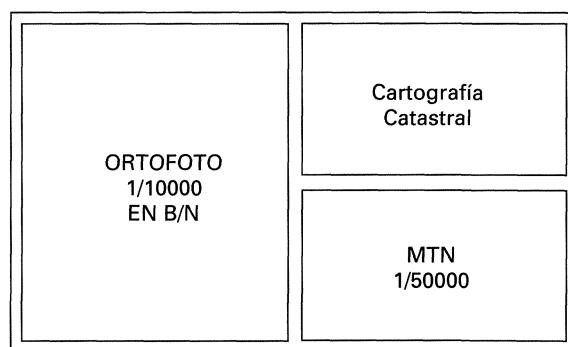 ORTOFOTO
1/10000
EN B/N
Cartografía
Catastral
MTN
1/50000